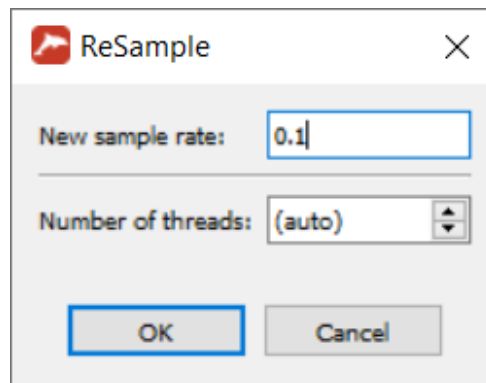 ReSample
New sample rate: 0.1
Number of threads: (auto)
OK Cancel